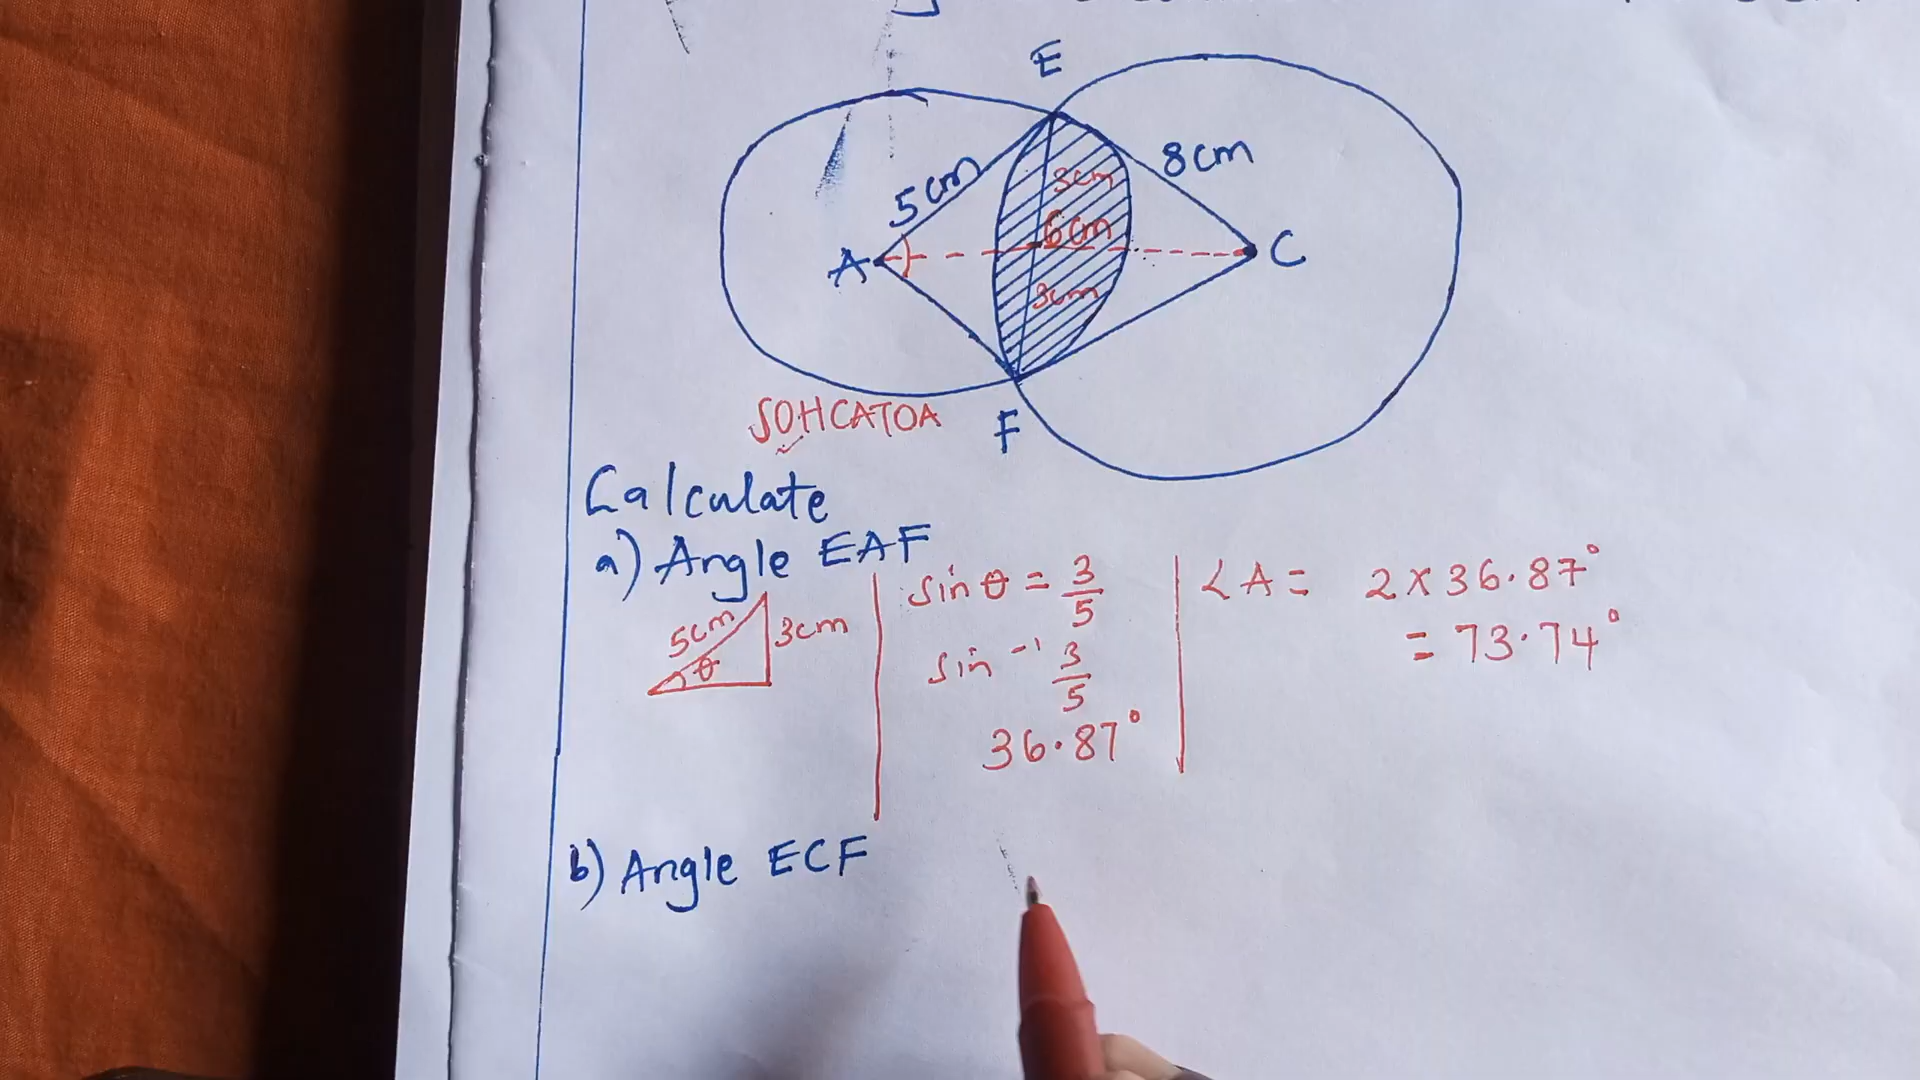 E
8cm
5cm
3cm
6cm
A
C
3cm
SOHCATOA
F
Calculate
a) Angle EAF
5cm
3cm
θ
sin θ = 3/5
sin⁻¹ 3/5
36.87°
∠A = 2 × 36.87°
= 73.74°
b) Angle ECF